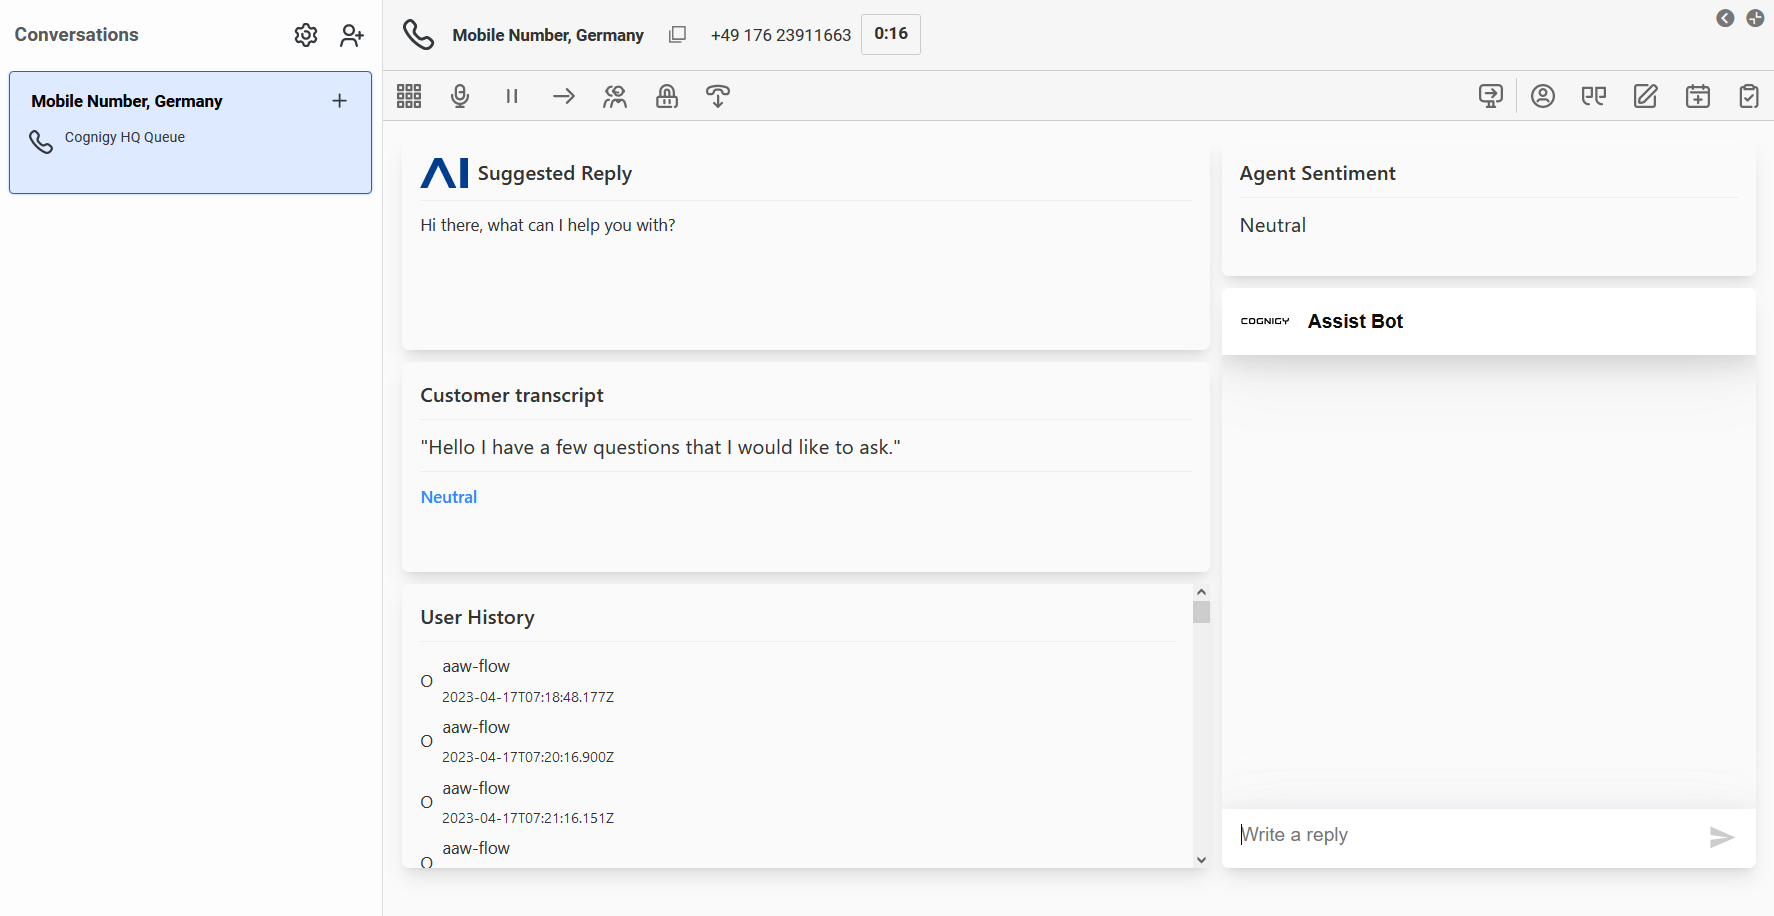 Conversations
Mobile Number, Germany
Cognigy HQ Queue
Mobile Number, Germany
+49 176 23911663
0:16
AI Suggested Reply
Hi there, what can I help you with?
Customer transcript
"Hello I have a few questions that I would like to ask."
Neutral
User History
aaw-flow
2023-04-17T07:18:48.177Z
aaw-flow
2023-04-17T07:20:16.900Z
aaw-flow
2023-04-17T07:21:16.151Z
aaw-flow
Agent Sentiment
Neutral
COGNIGY Assist Bot
Write a reply